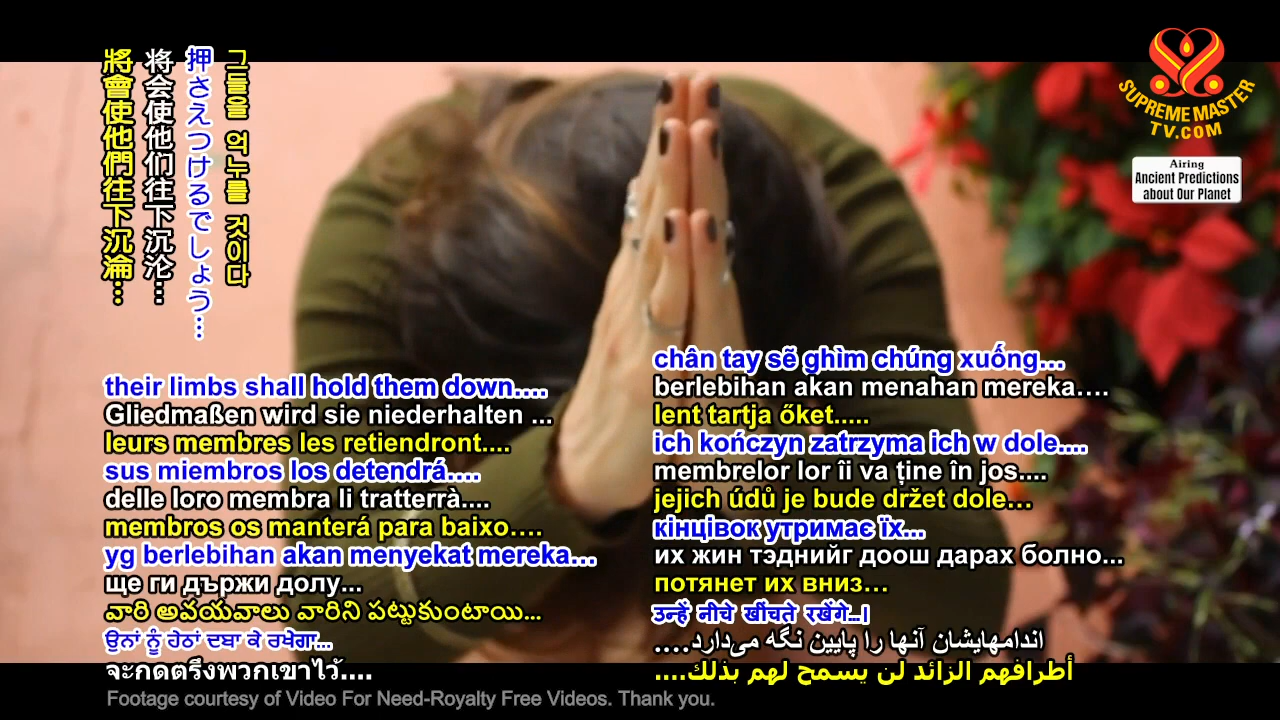 將會使他們往下沉淪…
将会使他们往下沉沦…
押さえつけるでしょう…
그들을 억누를 것이다
SUPREME MASTER
TV.COM
Airing
Ancient Predictions
about Our Planet
their limbs shall hold them down....
Gliedmaßen wird sie niederhalten ...
leurs membres les retiendront....
sus miembros los detendrá....
delle loro membra li tratterrà....
membros os manterá para baixo….
yg berlebihan akan menyekat mereka...
ще ги държи долу...
వారి అవయవాలు వారిని పట్టుకుంటాయి...
ਉਨਾਂ ਨੂੰ ਹੇਠਾਂ ਦਬਾ ਕੇ ਰਖੇਗਾ...
จะกดตรึงพวกเขาไว้....
chân tay sẽ ghìm chúng xuống…
berlebihan akan menahan mereka….
lent tartja őket.....
ich kończyn zatrzyma ich w dole....
membrelor lor îi va ține în jos....
jejich údů je bude držet dole…
кінцівок утримає їх...
их жин тэднийг доош дарах болно...
потянет их вниз…
उन्हें नीचे खींचते रखेंगे...।
اندامهایشان آنها را پایین نگه می‌دارد....
أطرافهم الزائد لن يسمح لهم بذلك....
Footage courtesy of Video For Need-Royalty Free Videos. Thank you.